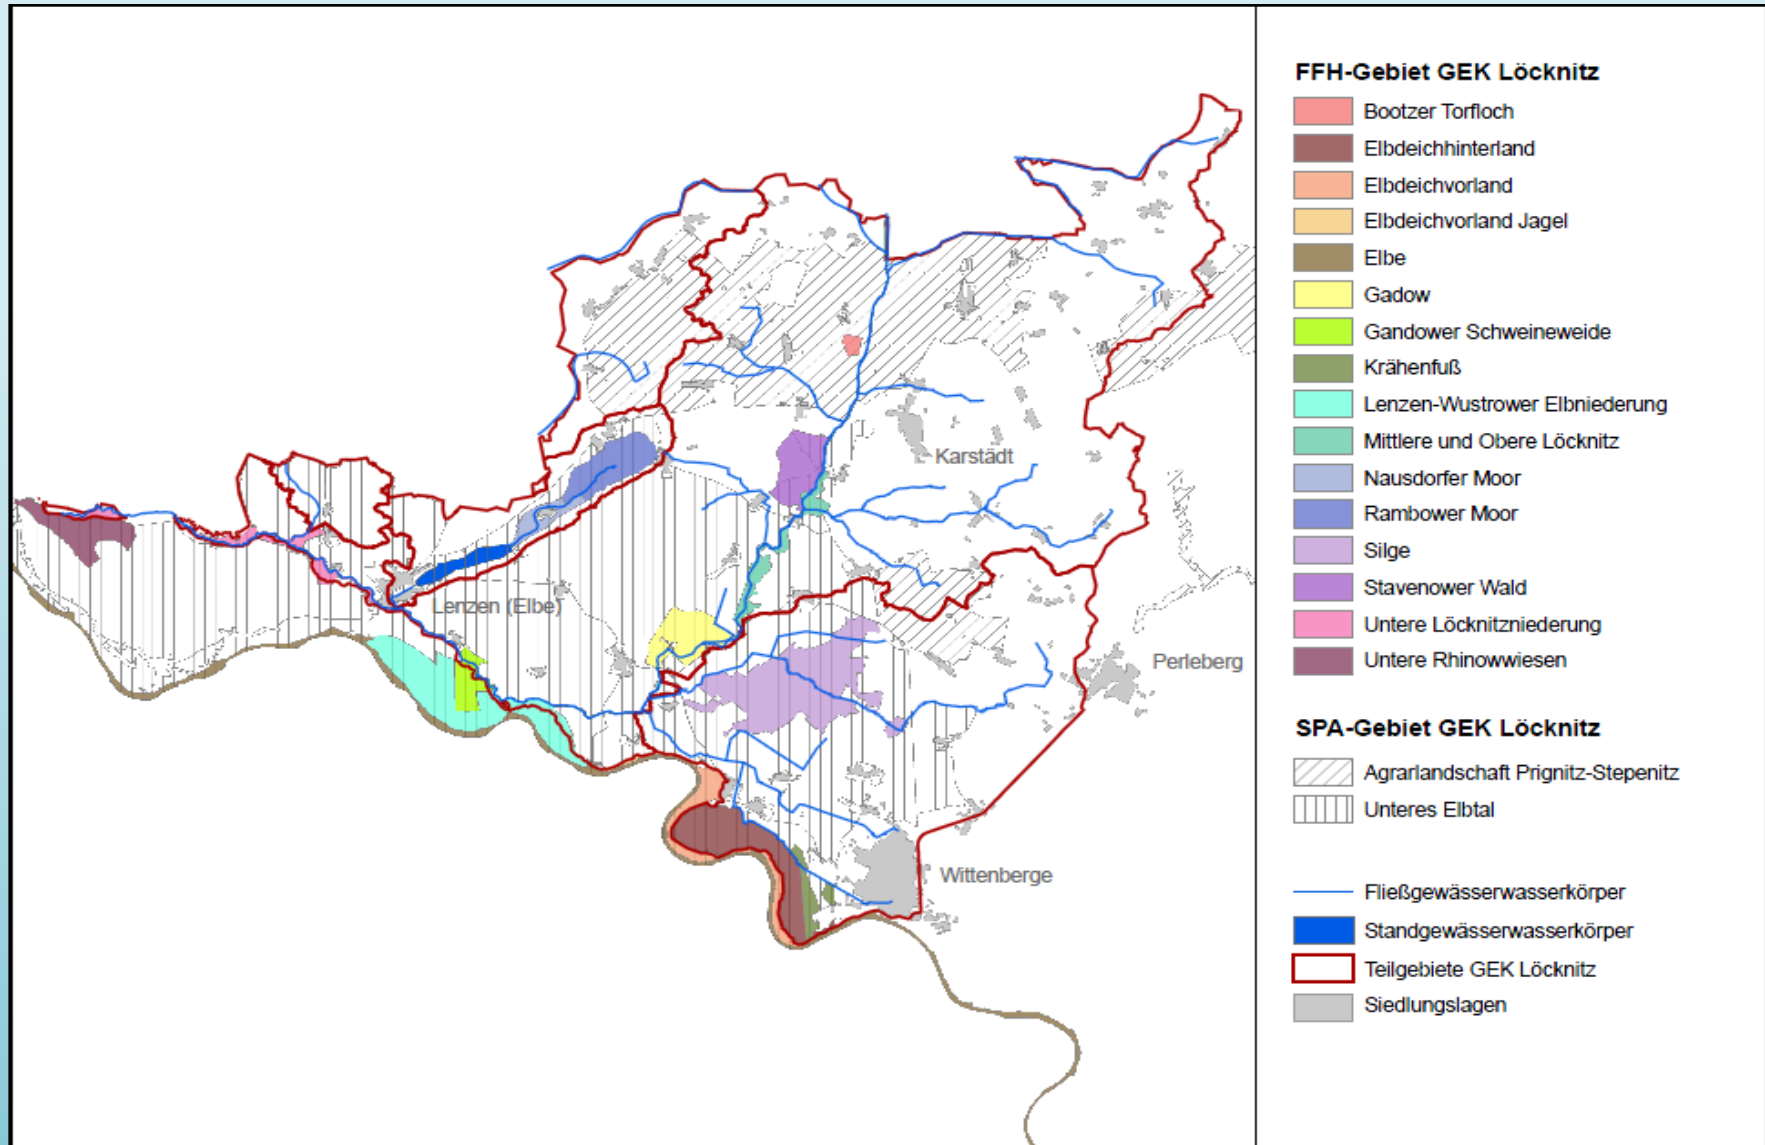 Karstädt
Lenzen (Elbe)
Perleberg
Wittenberge
FFH-Gebiet GEK Löcknitz
Bootzer Torfloch
Elbdeichhinterland
Elbdeichvorland
Elbdeichvorland Jagel
Elbe
Gadow
Gandower Schweineweide
Krähenfuß
Lenzen-Wustrower Elbniederung
Mittlere und Obere Löcknitz
Nausdorfer Moor
Rambower Moor
Silge
Stavenower Wald
Untere Löcknitzniederung
Untere Rhinowwiesen
SPA-Gebiet GEK Löcknitz
Agrarlandschaft Prignitz-Stepenitz
Unteres Elbtal
Fließgewässerwasserkörper
Standgewässerwasserkörper
Teilgebiete GEK Löcknitz
Siedlungslagen